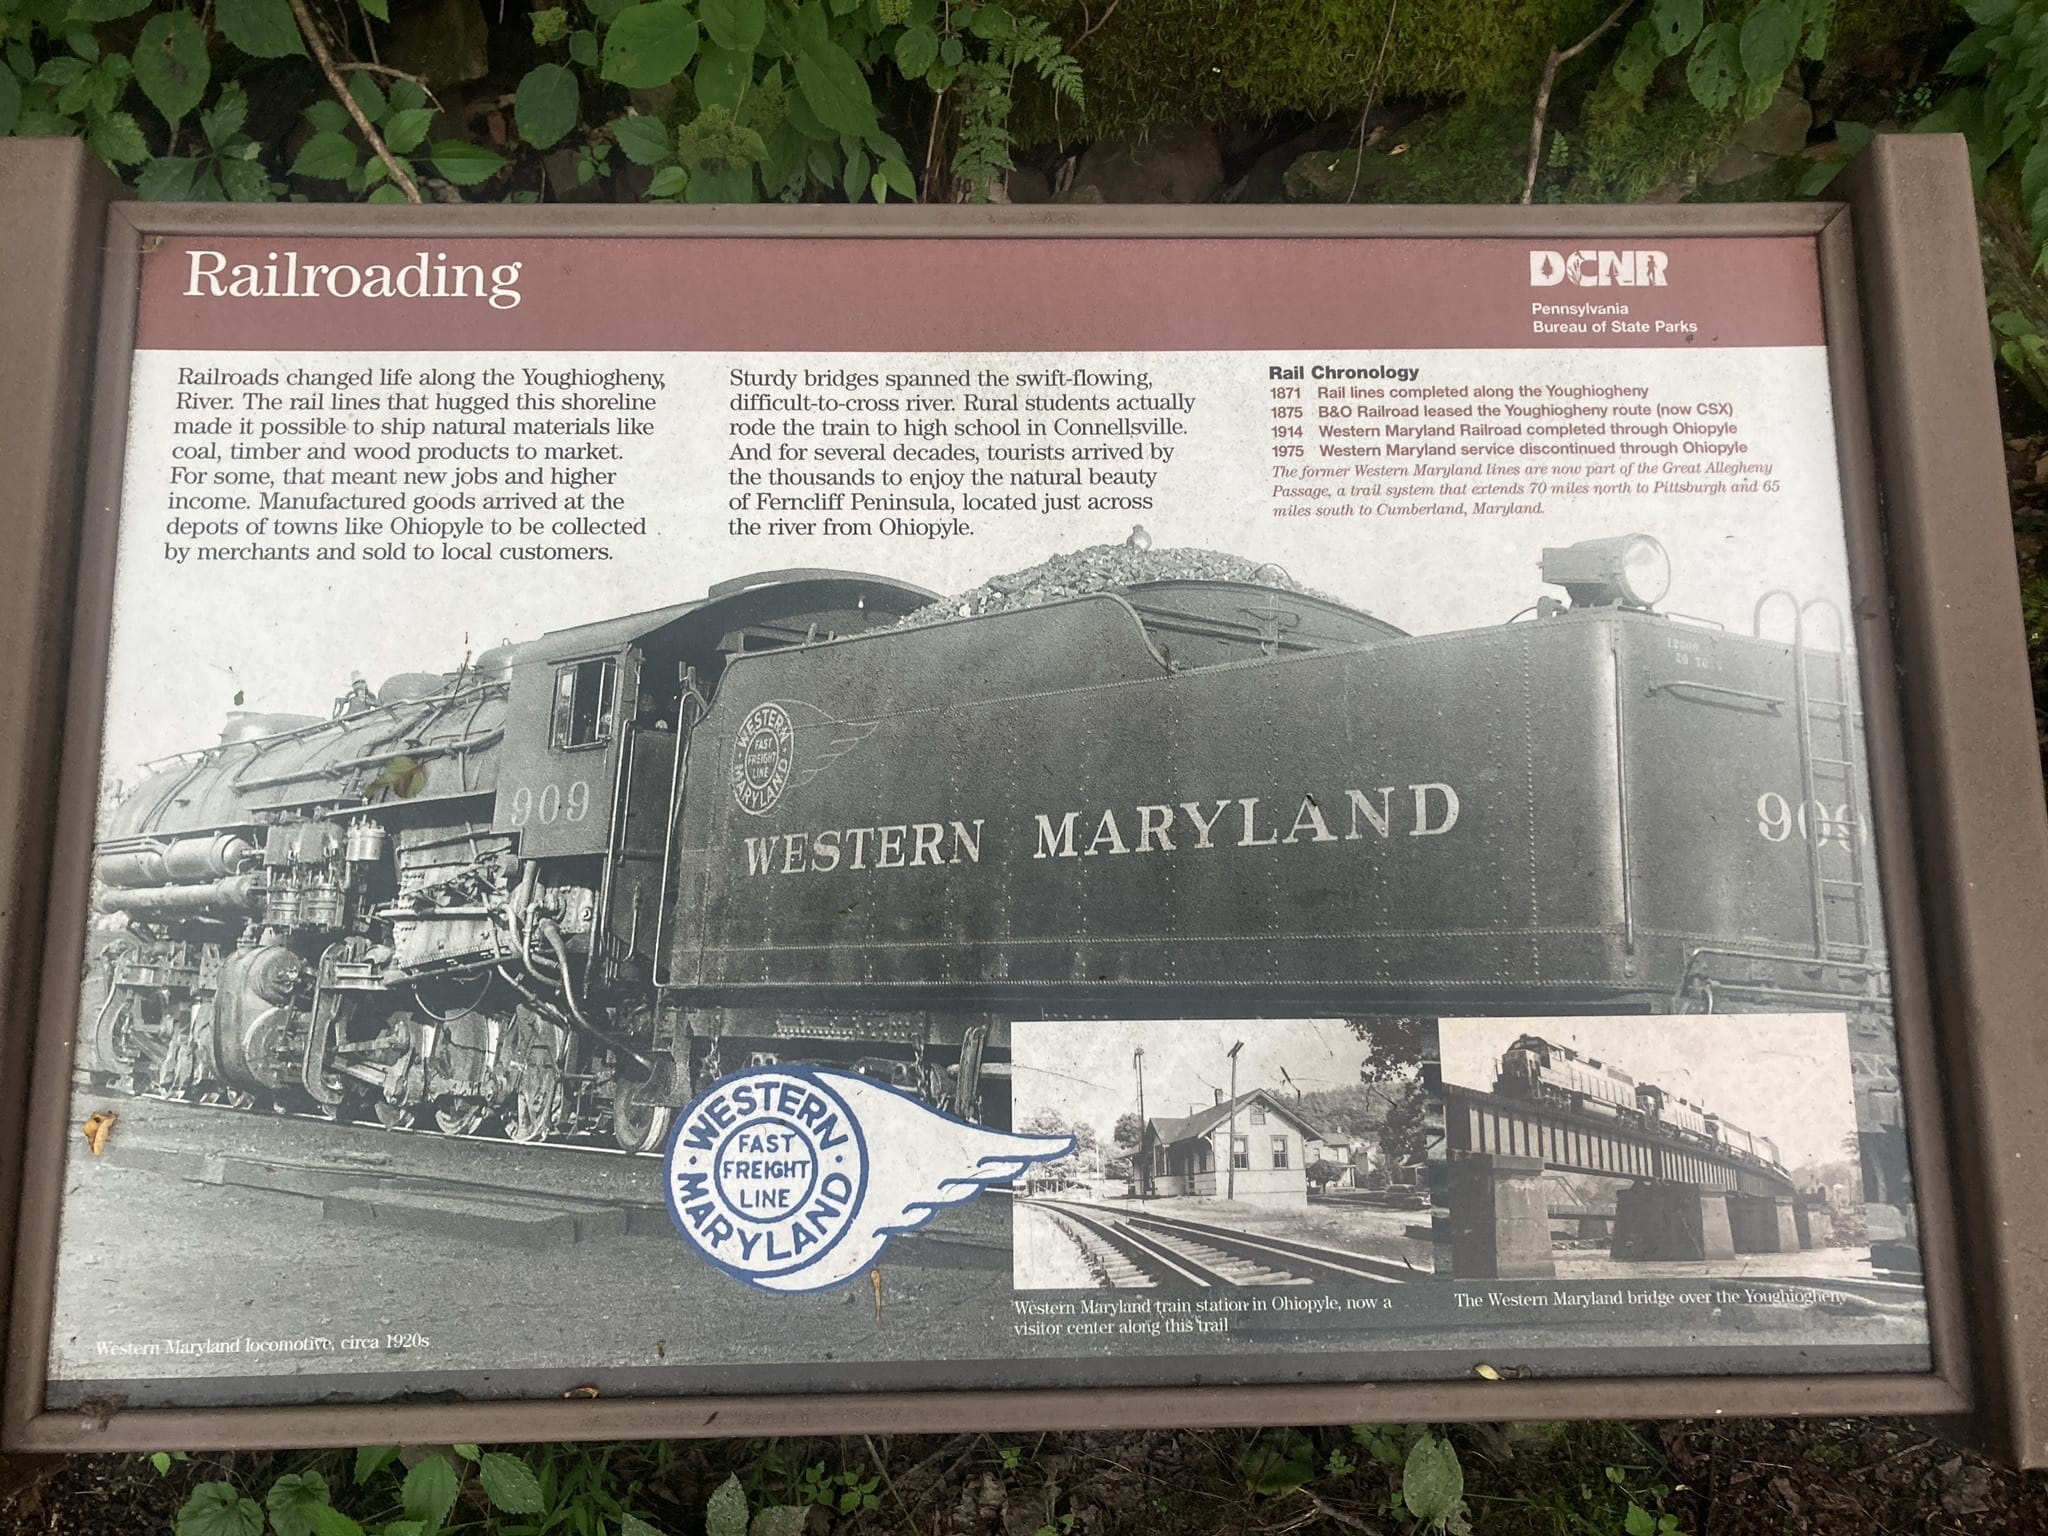 Railroading
DCNR
Pennsylvania
Bureau of State Parks
Railroads changed life along the Youghiogheny
River. The rail lines that hugged this shoreline
made it possible to ship natural materials like
coal, timber and wood products to market.
For some, that meant new jobs and higher
income. Manufactured goods arrived at the
depots of towns like Ohiopyle to be collected
by merchants and sold to local customers.
Sturdy bridges spanned the swift-flowing,
difficult-to-cross river. Rural students actually
rode the train to high school in Connellsville.
And for several decades, tourists arrived by
the thousands to enjoy the natural beauty
of Ferncliff Peninsula, located just across
the river from Ohiopyle.
Rail Chronology
1871 Rail lines completed along the Youghiogheny
1875 B&O Railroad leased the Youghiogheny route (now CSX)
1914 Western Maryland Railroad completed through Ohiopyle
1975 Western Maryland service discontinued through Ohiopyle
The former Western Maryland lines are now part of the Great Allegheny
Passage, a trail system that extends 70 miles north to Pittsburgh and 65
miles south to Cumberland, Maryland.
WESTERN MARYLAND
FAST
FREIGHT
LINE
909
WESTERN MARYLAND
909
WESTERN MARYLAND
FAST
FREIGHT
LINE
Western Maryland train station in Ohiopyle, now a
visitor center along this trail
The Western Maryland bridge over the Youghiogheny
Western Maryland locomotive, circa 1920s